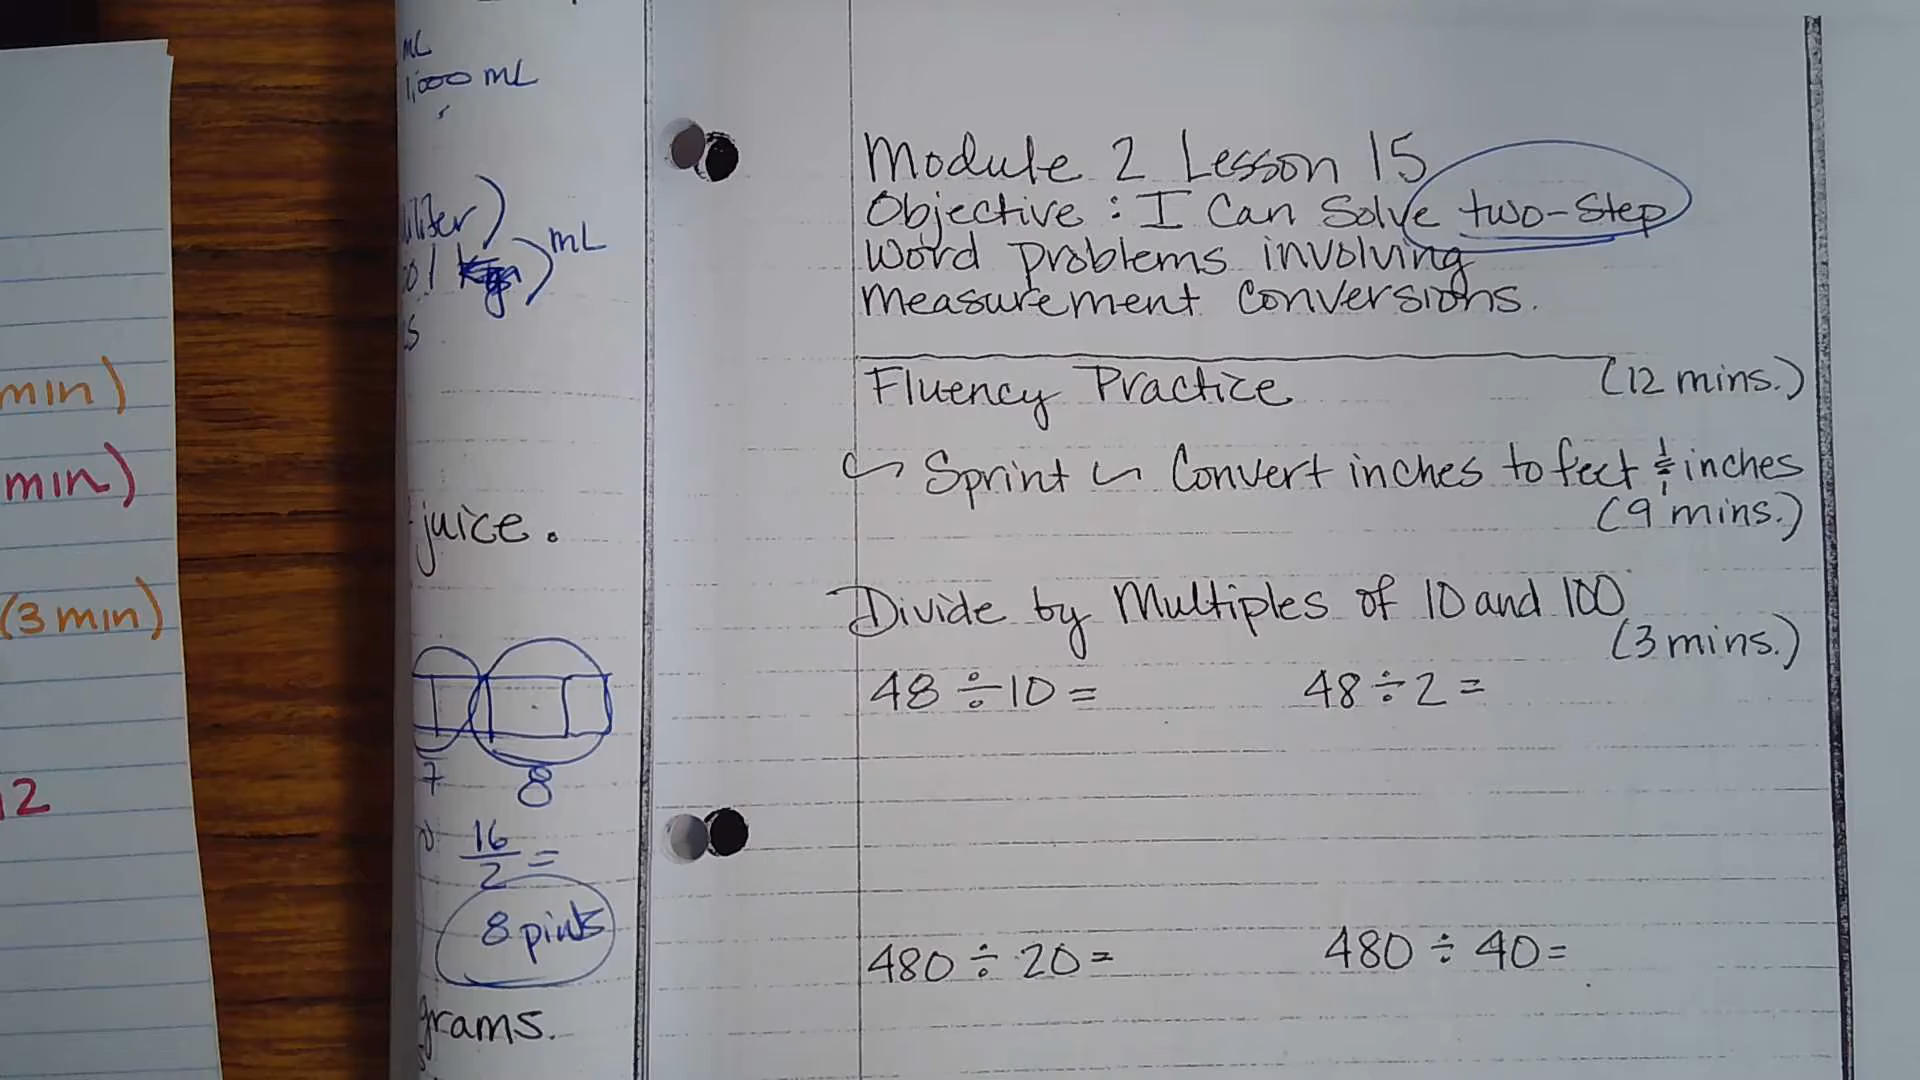 mL
1,000 mL
mL
juice.
7
8
16/2 =
8 pints
grams.
min)
min)
(3 min)
12
Module 2 Lesson 15
Objective : I can solve two-step
word problems involving
measurement conversions.
Fluency Practice (12 mins.)
Sprint Convert inches to feet & inches
(9 mins.)
Divide by Multiples of 10 and 100
(3 mins.)
48 ÷ 10 = 48 ÷ 2 =
480 ÷ 20 = 480 ÷ 40 =